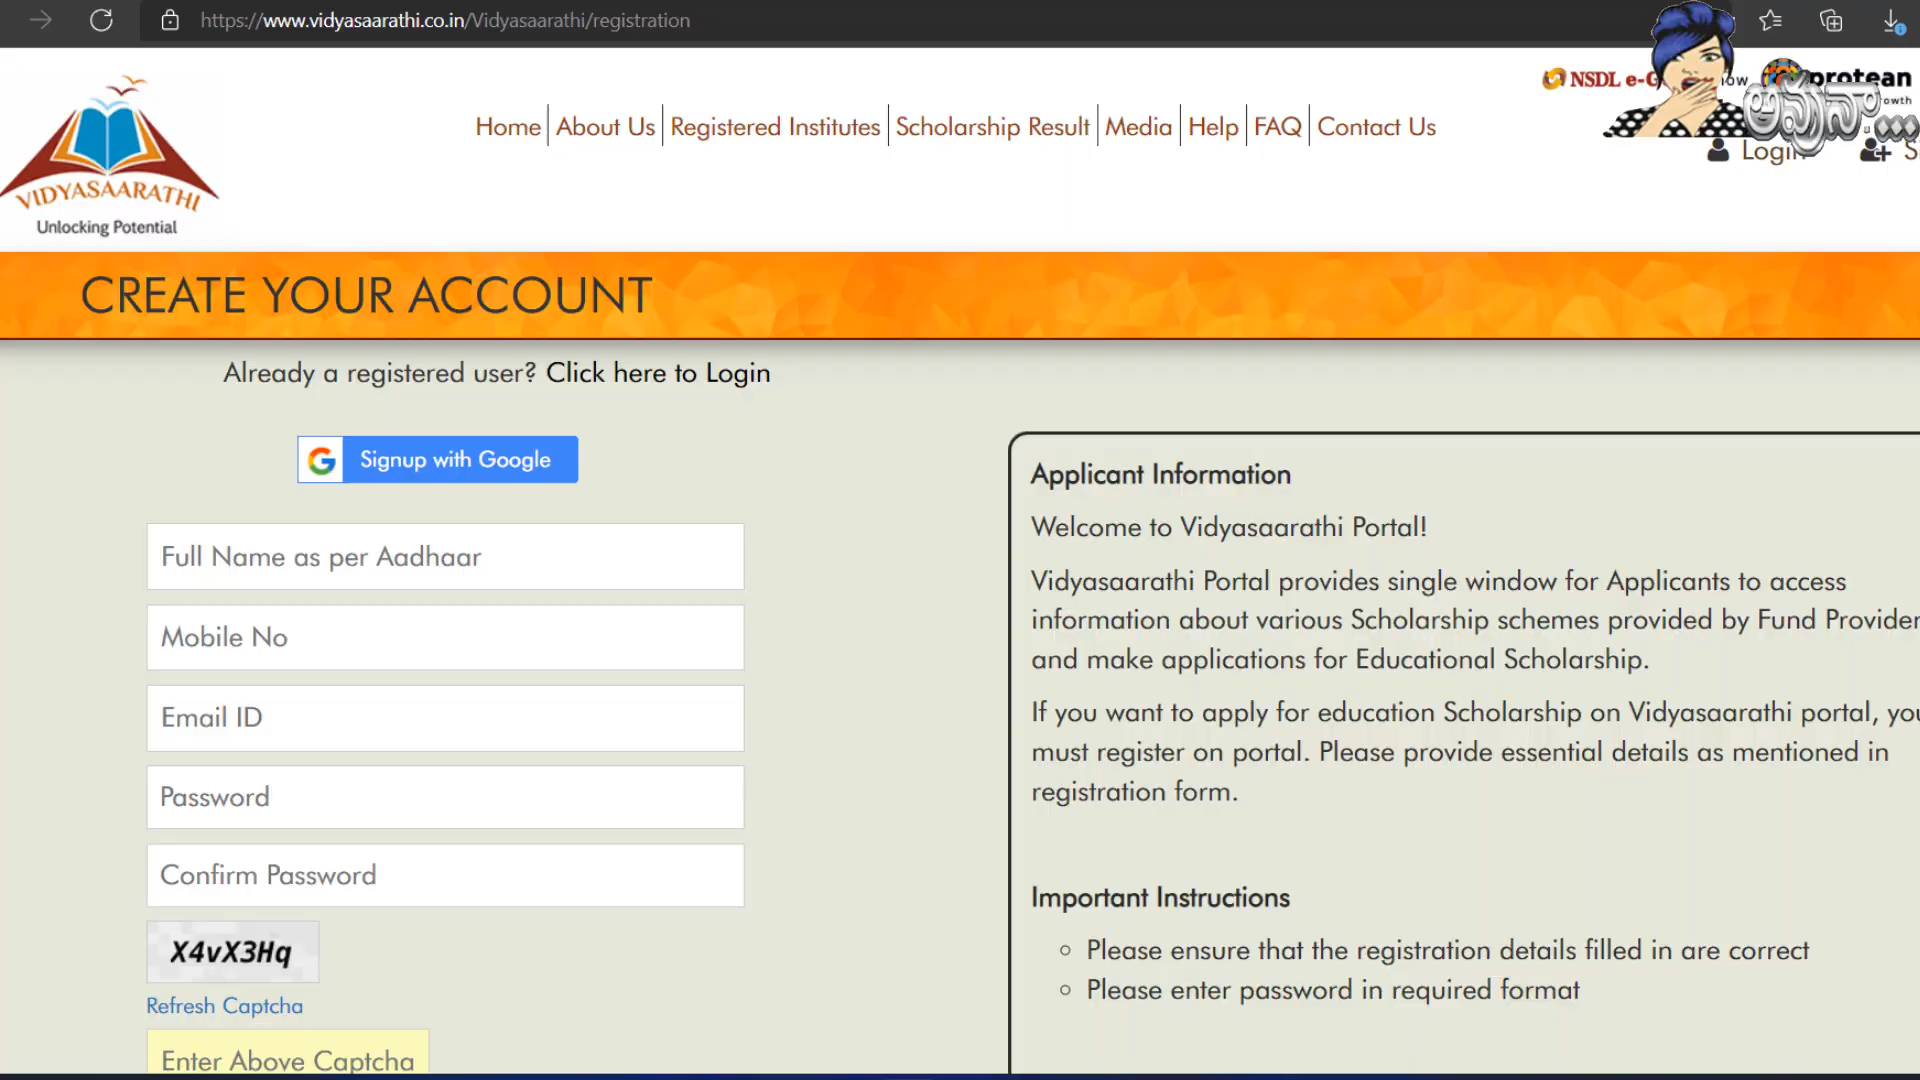 https://www.vidyasaarathi.co.in/Vidyasaarathi/registration
NSDL e-G
now
protean
owth
అవునా...
VIDYASAARATHI
Unlocking Potential
Home
About Us
Registered Institutes
Scholarship Result
Media
Help
FAQ
Contact Us
Login
S
CREATE YOUR ACCOUNT
Already a registered user? Click here to Login
Signup with Google
Full Name as per Aadhaar
Mobile No
Email ID
Password
Confirm Password
X4vX3Hq
Refresh Captcha
Enter Above Captcha
Applicant Information
Welcome to Vidyasaarathi Portal!
Vidyasaarathi Portal provides single window for Applicants to access
information about various Scholarship schemes provided by Fund Provider
and make applications for Educational Scholarship.
If you want to apply for education Scholarship on Vidyasaarathi portal, you
must register on portal. Please provide essential details as mentioned in
registration form.
Important Instructions
Please ensure that the registration details filled in are correct
Please enter password in required format